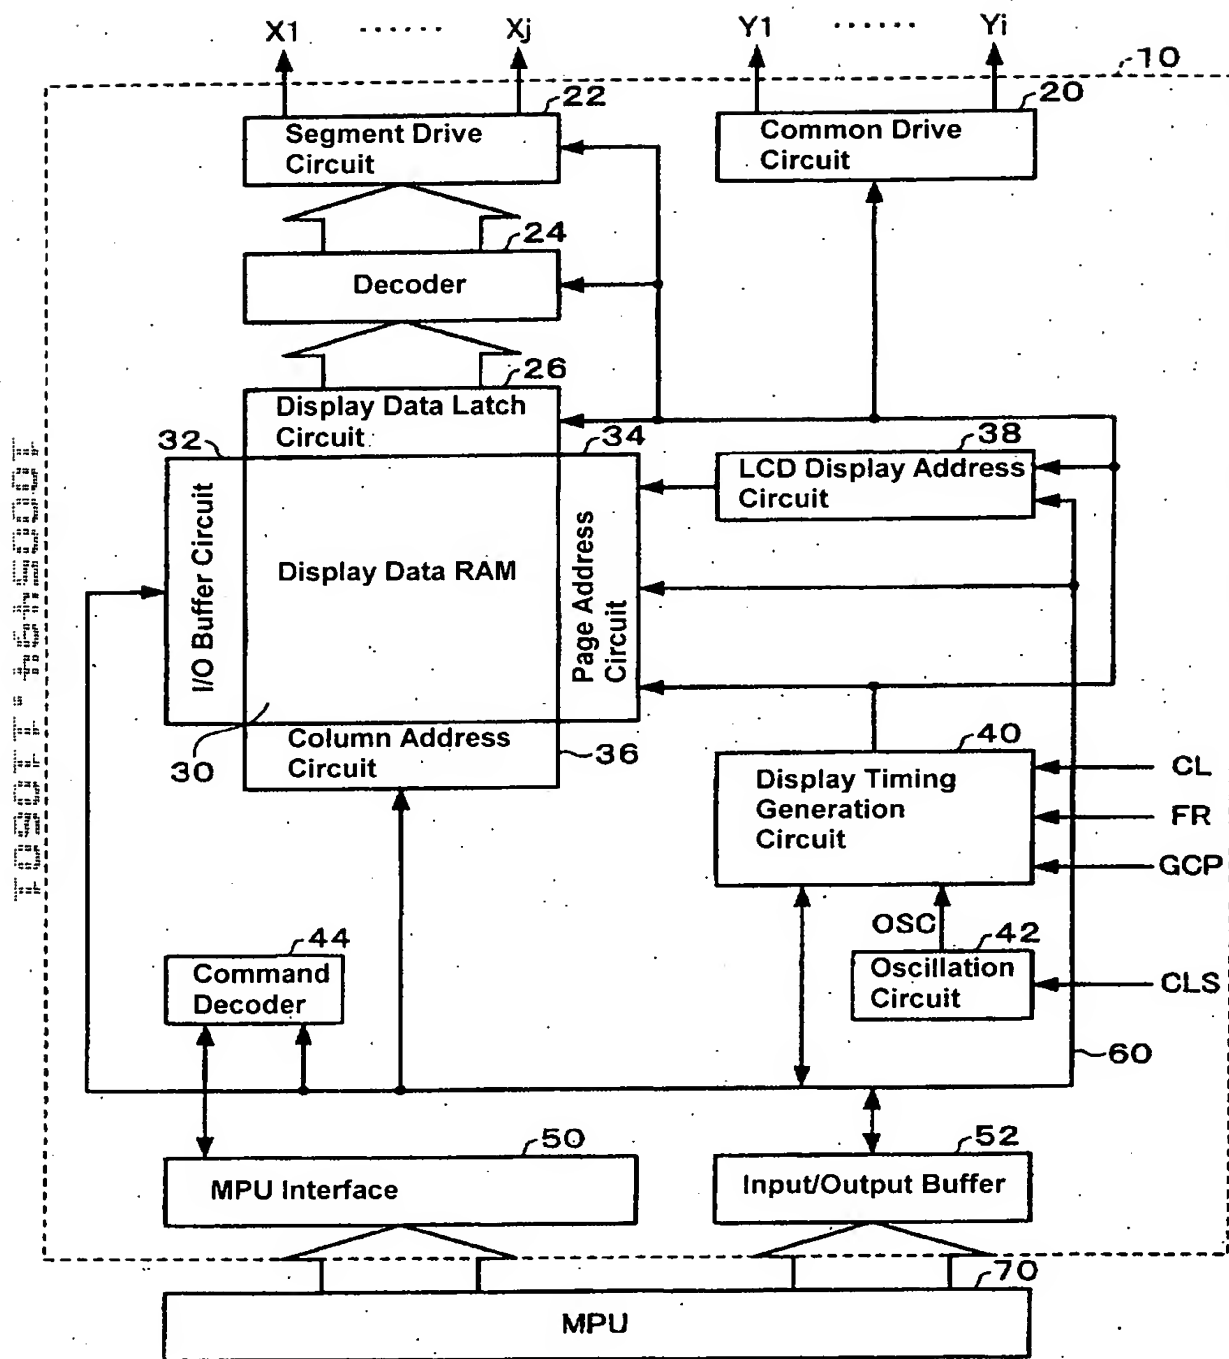 X1 ...... Xj Y1 ...... Yi
10
22
Segment Drive
Circuit
20
Common Drive
Circuit
24
Decoder
26
Display Data Latch
Circuit
32
34
38
LCD Display Address
Circuit
I/O Buffer Circuit
Display Data RAM
Page Address
Circuit
30
Column Address
Circuit
36
40
Display Timing
Generation
Circuit
CL
FR
GCP
OSC
42
Oscillation
Circuit
CLS
44
Command
Decoder
60
50
MPU Interface
52
Input/Output Buffer
70
MPU